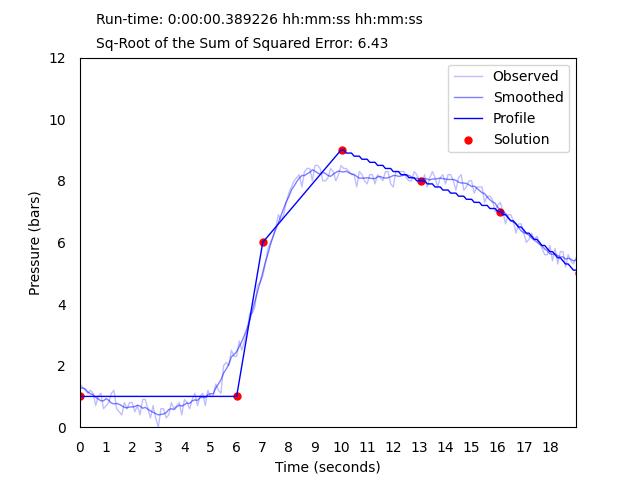 Run-time: 0:00:00.389226 hh:mm:ss hh:mm:ss
Sq-Root of the Sum of Squared Error: 6.43
12
10
8
6
4
2
0
Pressure (bars)
Observed
Smoothed
Profile
Solution
0 1 2 3 4 5 6 7 8 9 10 11 12 13 14 15 16 17 18
Time (seconds)